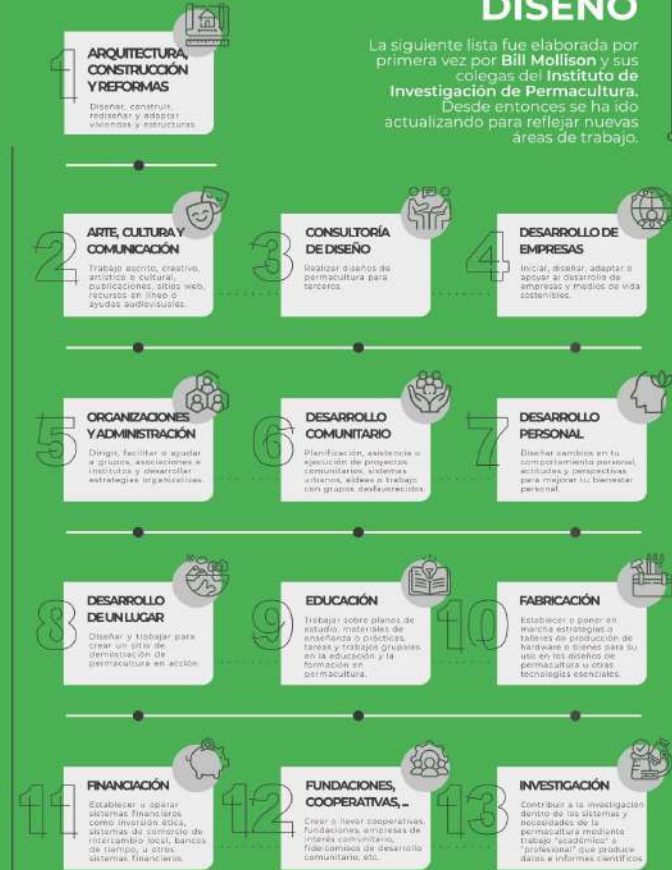 DISEÑO
La siguiente lista fue elaborada por
primera vez por Bill Mollison y sus
colegas del Instituto de
Investigación de Permacultura.
Desde entonces se ha ido
actualizando para reflejar nuevas
áreas de trabajo.
1
ARQUITECTURA,
CONSTRUCCIÓN
Y REFORMAS
Diseñar, construir,
rediseñar y adaptar
viviendas y estructuras
2
ARTE, CULTURA Y
COMUNICACIÓN
Trabajo escrito, creativo,
artístico o cultural,
publicaciones, sitios web,
recursos en línea o
ayudas audiovisuales.
3
CONSULTORÍA
DE DISEÑO
Realizar diseños de
permacultura para
terceros.
4
DESARROLLO DE
EMPRESAS
Iniciar, diseñar, adaptar o
apoyar al desarrollo de
empresas y medios de vida
sostenibles.
5
ORGANIZACIONES
Y ADMINISTRACIÓN
Dirigir, facilitar o ayudar
a grupos, asociaciones e
institutos y desarrollar
estrategias organizativas.
6
DESARROLLO
COMUNITARIO
Planificación, asistencia o
ejecución de proyectos
comunitarios, sistemas
urbanos, aldeas o trabajo
con grupos desfavorecidos.
7
DESARROLLO
PERSONAL
Diseñar cambios en tu
comportamiento personal,
actitudes y perspectivas
para mejorar tu bienestar
personal.
8
DESARROLLO
DE UN LUGAR
Diseñar y trabajar para
crear un sitio de
demostración de
permacultura en acción.
9
EDUCACIÓN
Trabajar sobre planes de
estudio, materiales de
enseñanza o prácticas,
tareas y trabajos grupales
en la educación y la
formación en
permacultura.
10
FABRICACIÓN
Establecer o poner en
marcha estrategias o
talleres de producción de
hardware o bienes para su
uso en los diseños de
permacultura u otras
tecnologías esenciales.
11
FINANCIACIÓN
Establecer u operar
sistemas financieros
como inversión ética,
sistemas de comercio de
intercambio local, bancos
de tiempo, u otros
sistemas financieros.
12
FUNDACIONES,
COOPERATIVAS, ...
Crear o llevar cooperativas,
fundaciones, empresas de
interés comunitario,
fideicomisos de desarrollo
comunitario, etc.
13
INVESTIGACIÓN
Contribuir a la investigación
dentro de los sistemas y
necesidades de la
permacultura mediante
trabajo "académico" o
"profesional" que produce
datos e informes científicos